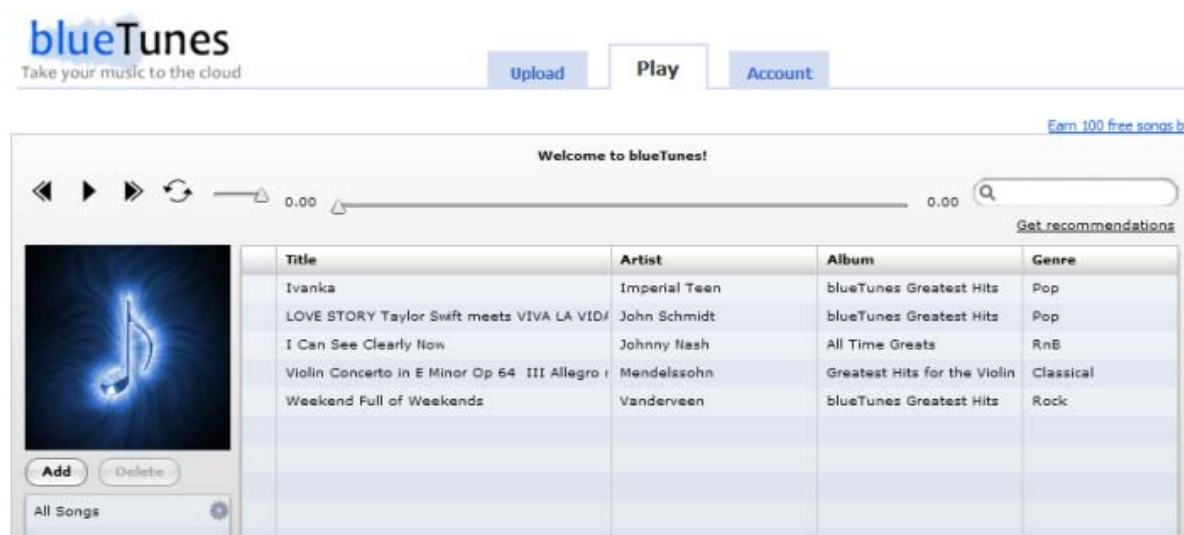 blueTunes
Take your music to the cloud
Upload Play Account
Earn 100 free songs
Welcome to blueTunes!
0.00 0.00
Get recommendations
Title Artist Album Genre
Ivanka Imperial Teen blueTunes Greatest Hits Pop
LOVE STORY Taylor Swift meets VIVA LA VIDA John Schmidt blueTunes Greatest Hits Pop
I Can See Clearly Now Johnny Nash All Time Greats RnB
Violin Concerto in E Minor Op 64 III Allegro Mendelssohn Greatest Hits for the Violin Classical
Weekend Full of Weekends Vanderveen blueTunes Greatest Hits Rock
Add Delete
All Songs